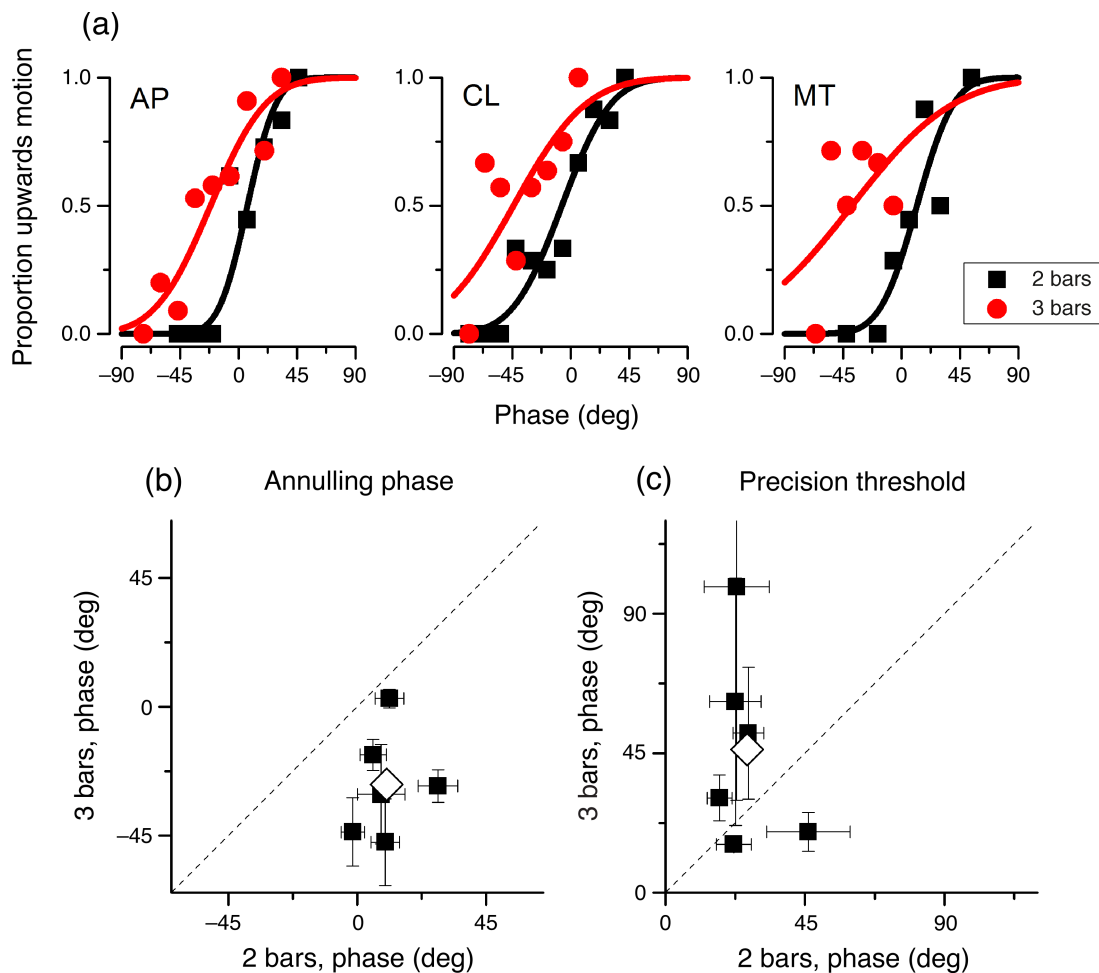 (a)
Proportion upwards motion
1.0
0.5
0.0
AP
–90 –45 0 45 90
1.0
0.5
0.0
CL
–90 –45 0 45 90
1.0
0.5
0.0
MT
–90 –45 0 45 90
2 bars
3 bars
Phase (deg)
(b)
Annulling phase
3 bars, phase (deg)
45
0
–45
–45 0 45
2 bars, phase (deg)
(c)
Precision threshold
3 bars, phase (deg)
90
45
0
0 45 90
2 bars, phase (deg)